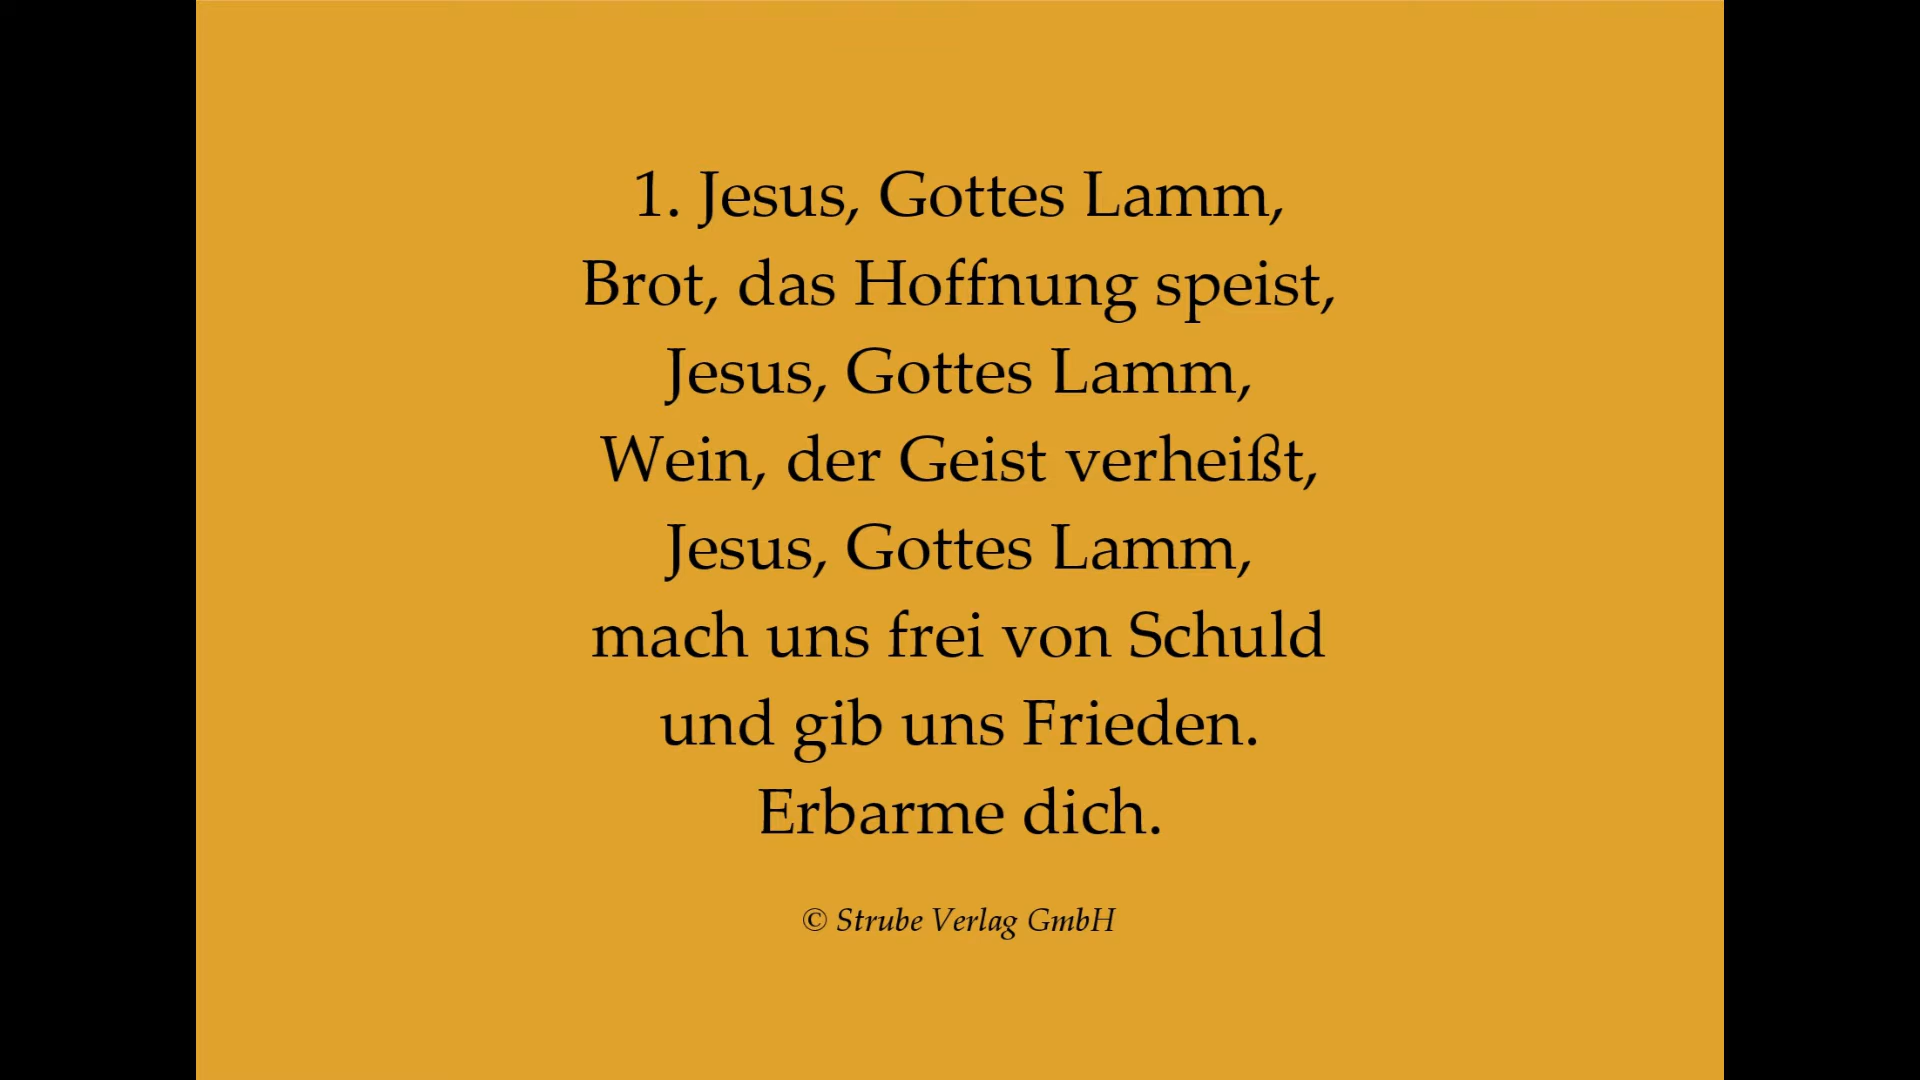 1. Jesus, Gottes Lamm,
Brot, das Hoffnung speist,
Jesus, Gottes Lamm,
Wein, der Geist verheißt,
Jesus, Gottes Lamm,
mach uns frei von Schuld
und gib uns Frieden.
Erbarme dich.
© Strube Verlag GmbH